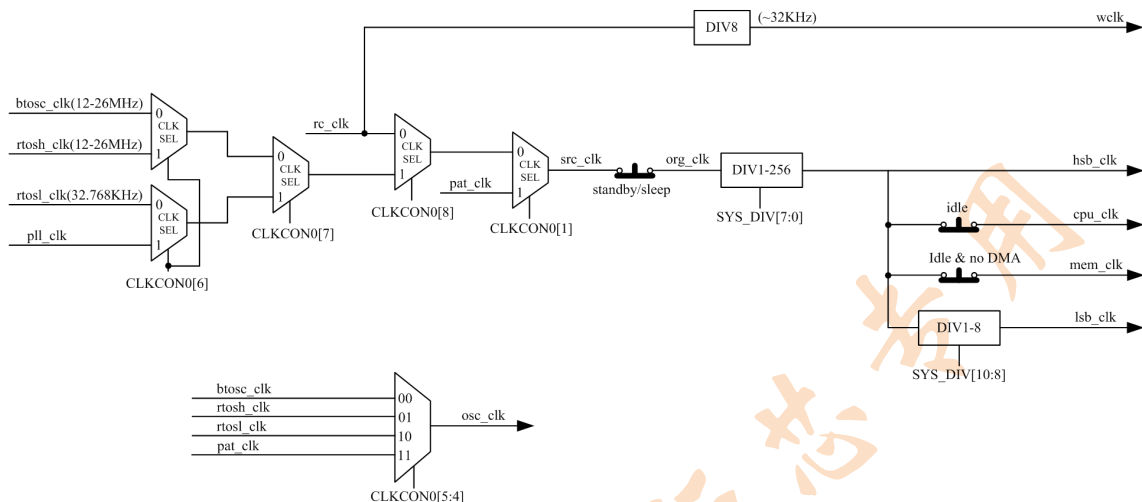 DIV8
(~32KHz)
wclk
btosc_clk(12-26MHz)
0
CLK
SEL
1
rtosh_clk(12-26MHz)
rc_clk
0
CLK
SEL
1
0
CLK
SEL
1
0
CLK
SEL
1
pat_clk
src_clk
standby/sleep
org_clk
DIV1-256
SYS_DIV[7:0]
hsb_clk
rtosl_clk(32.768KHz)
0
CLK
SEL
1
pll_clk
CLKCON0[6]
CLKCON0[7]
CLKCON0[8]
CLKCON0[1]
idle
cpu_clk
Idle & no DMA
mem_clk
DIV1-8
lsb_clk
SYS_DIV[10:8]
btosc_clk
00
rtosh_clk
01
rtosl_clk
10
pat_clk
11
osc_clk
CLKCON0[5:4]
芯专用